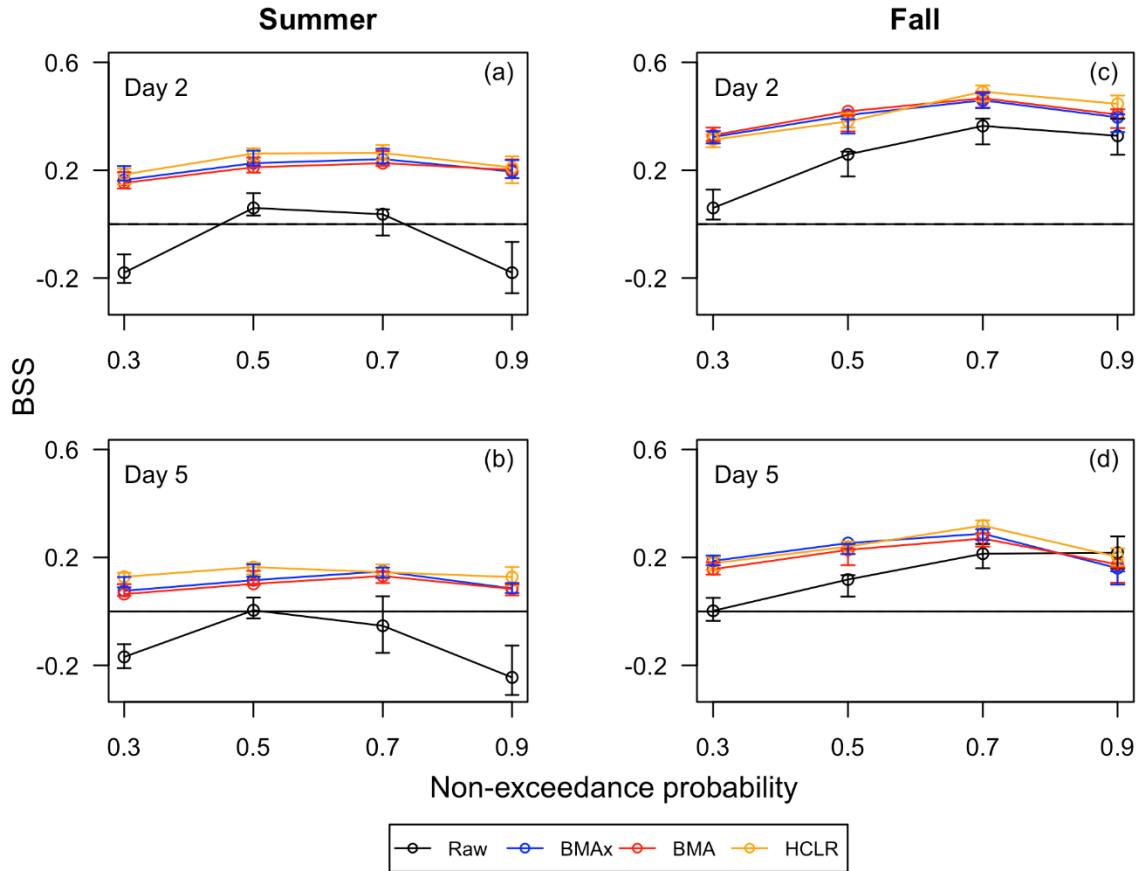 Summer
Fall
0.6
0.2
-0.2
Day 2
(a)
0.3 0.5 0.7 0.9
0.6
0.2
-0.2
Day 2
(c)
0.3 0.5 0.7 0.9
BSS
0.6
0.2
-0.2
Day 5
(b)
0.3 0.5 0.7 0.9
0.6
0.2
-0.2
Day 5
(d)
0.3 0.5 0.7 0.9
Non-exceedance probability
Raw BMAx BMA HCLR